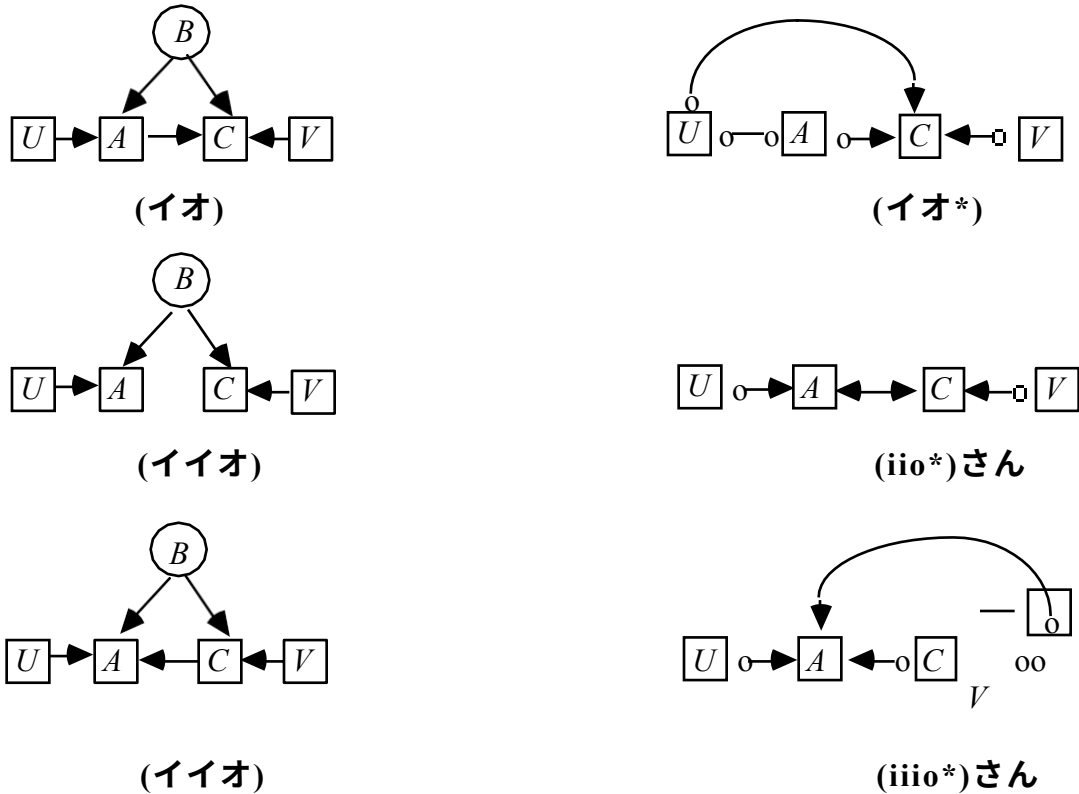 B
U A C V
(イオ)
o
U o o A o C o V
(イオ*)
B
U A C V
(イイオ)
U o A C o V
(iio*)さん
B
U A C V
(イイオ)
o
U o A o C
oo
V
(iiio*)さん